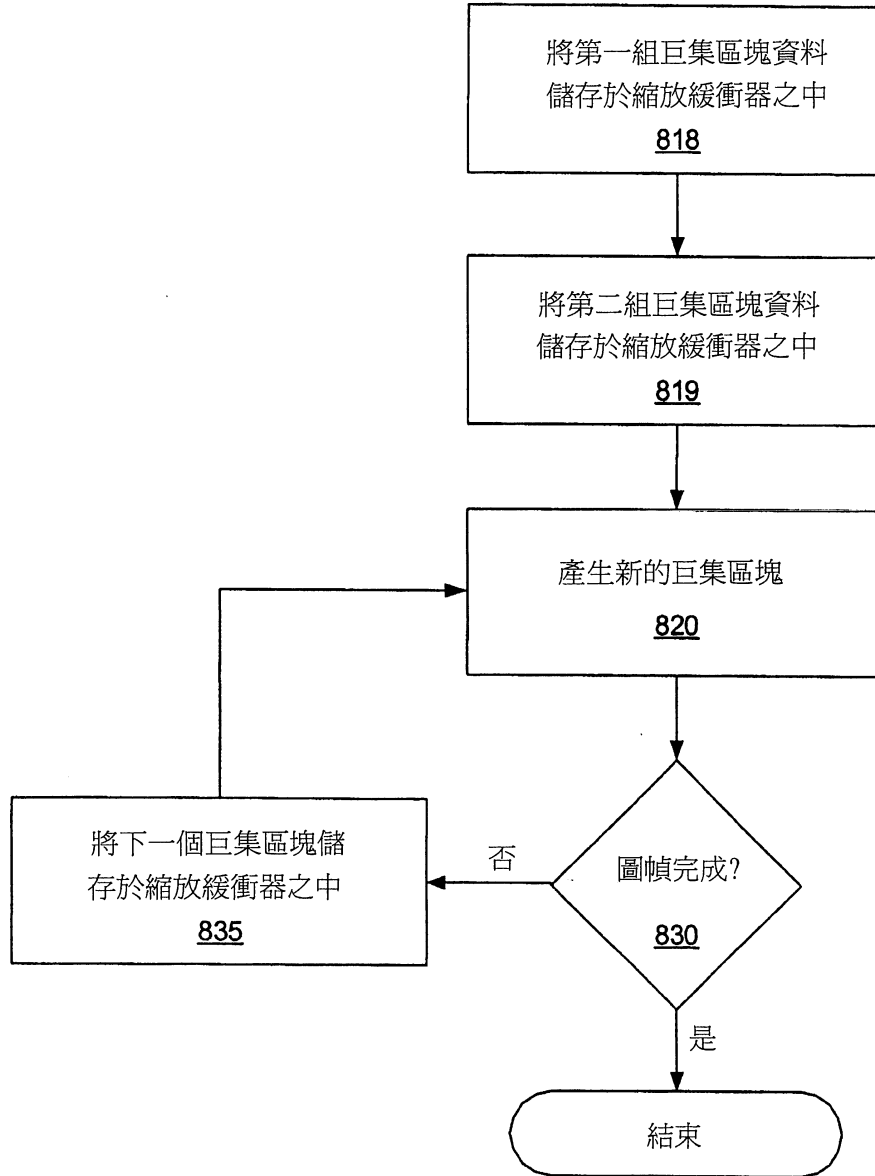 將第一組巨集區塊資料
儲存於縮放緩衝器之中
818
將第二組巨集區塊資料
儲存於縮放緩衝器之中
819
產生新的巨集區塊
820
將下一個巨集區塊儲
存於縮放緩衝器之中
835
否
圖幀完成?
830
是
結束